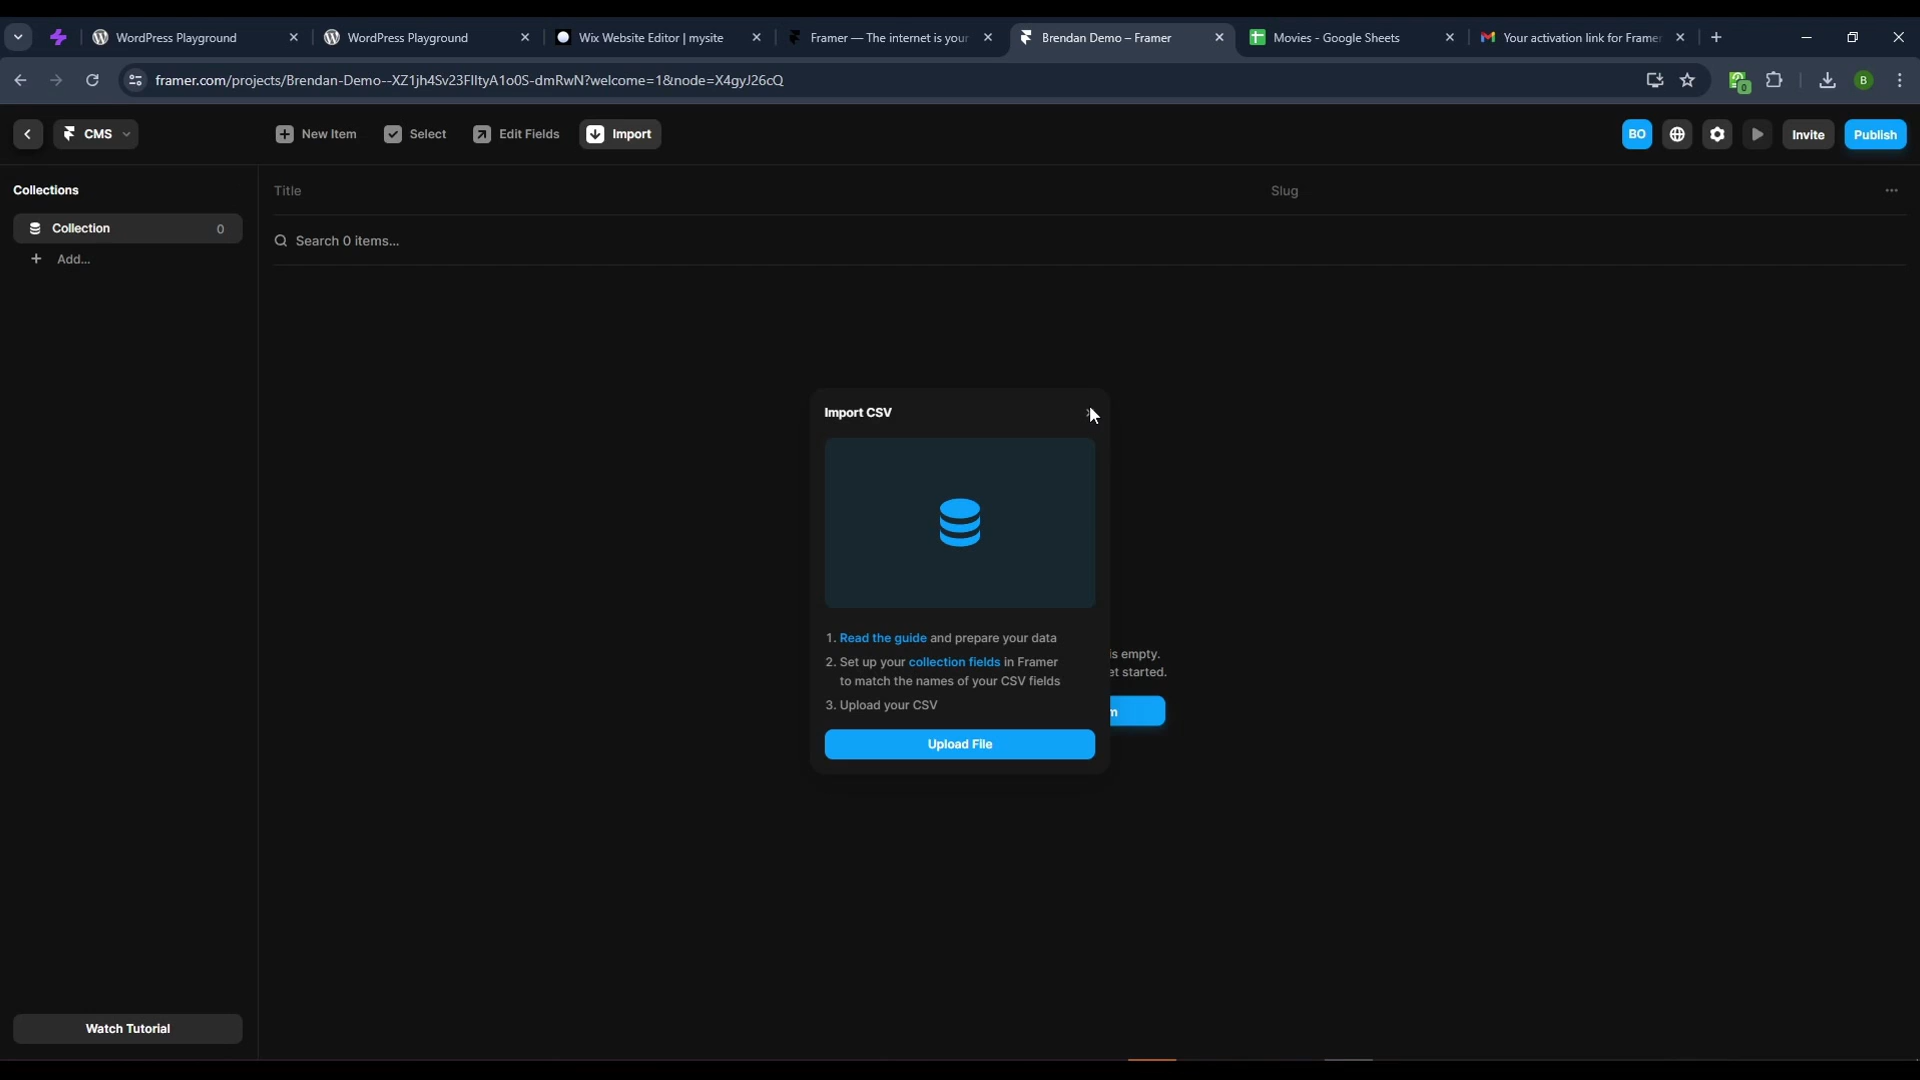 WordPress Playground
WordPress Playground
Wix Website Editor | mysite
Framer — The internet is your
Brendan Demo – Framer
Movies - Google Sheets
Your activation link for Framer
framer.com/projects/Brendan-Demo--XZ1jh4Sv23FlltyA1o0S-dmRwN?welcome=1&node=X4gyJ26cQ
0
B
CMS
New Item
Select
Edit Fields
Import
BO
Invite
Publish
Collections
Title
Slug
Collection
0
Search 0 items...
Add...
Import CSV
1. Read the guide and prepare your data
2. Set up your collection fields in Framer
to match the names of your CSV fields
3. Upload your CSV
Upload File
is empty.
et started.
m
Watch Tutorial